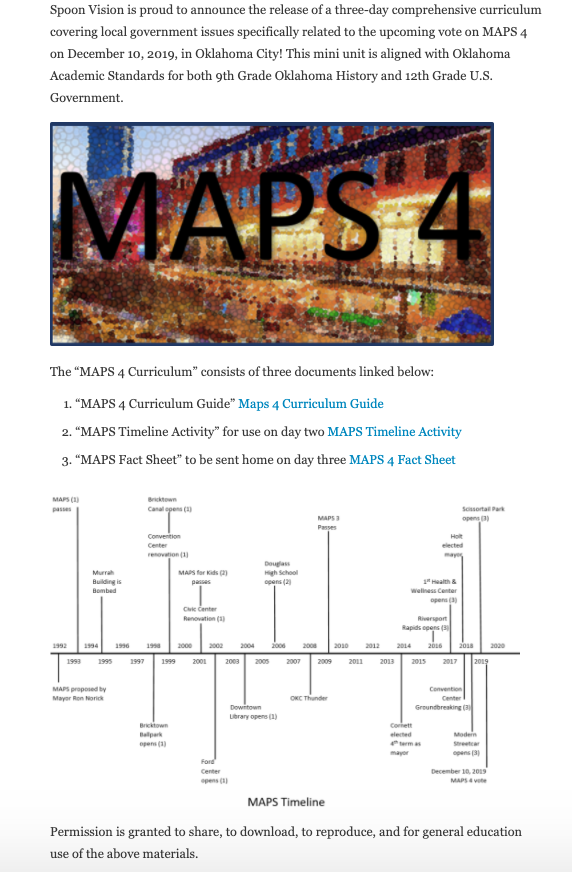 Spoon Vision is proud to announce the release of a three-day comprehensive curriculum
covering local government issues specifically related to the upcoming vote on MAPS 4
on December 10, 2019, in Oklahoma City! This mini unit is aligned with Oklahoma
Academic Standards for both 9th Grade Oklahoma History and 12th Grade U.S.
Government.
MAPS 4
The “MAPS 4 Curriculum” consists of three documents linked below:
1. “MAPS 4 Curriculum Guide” Maps 4 Curriculum Guide
2. “MAPS Timeline Activity” for use on day two MAPS Timeline Activity
3. “MAPS Fact Sheet” to be sent home on day three MAPS 4 Fact Sheet
MAPS (1)
passes
Bricktown
Canal opens (1)
Scissortail Park
opens (3)
MAPS 3
Passes
Convention
Center
renovation (1)
Holt
elected
mayor
Murrah
Building is
Bombed
MAPS for Kids (2)
passes
Douglass
High School
opens (2)
1st Health &
Wellness Center
opens (3)
Civic Center
Renovation (1)
Riversport
Rapids opens (3)
1992 1994 1996 1998 2000 2002 2004 2006 2008 2010 2012 2014 2016 2018 2020
1993 1995 1997 1999 2001 2003 2005 2007 2009 2011 2013 2015 2017 2019
MAPS proposed by
Mayor Ron Norick
OKC Thunder
Convention
Center
Groundbreaking (3)
Downtown
Library opens (1)
Bricktown
Ballpark
opens (1)
Cornett
elected
4th term as
mayor
Modern
Streetcar
opens (3)
Ford
Center
opens (1)
December 10, 2019
MAPS 4 vote
MAPS Timeline
Permission is granted to share, to download, to reproduce, and for general education
use of the above materials.